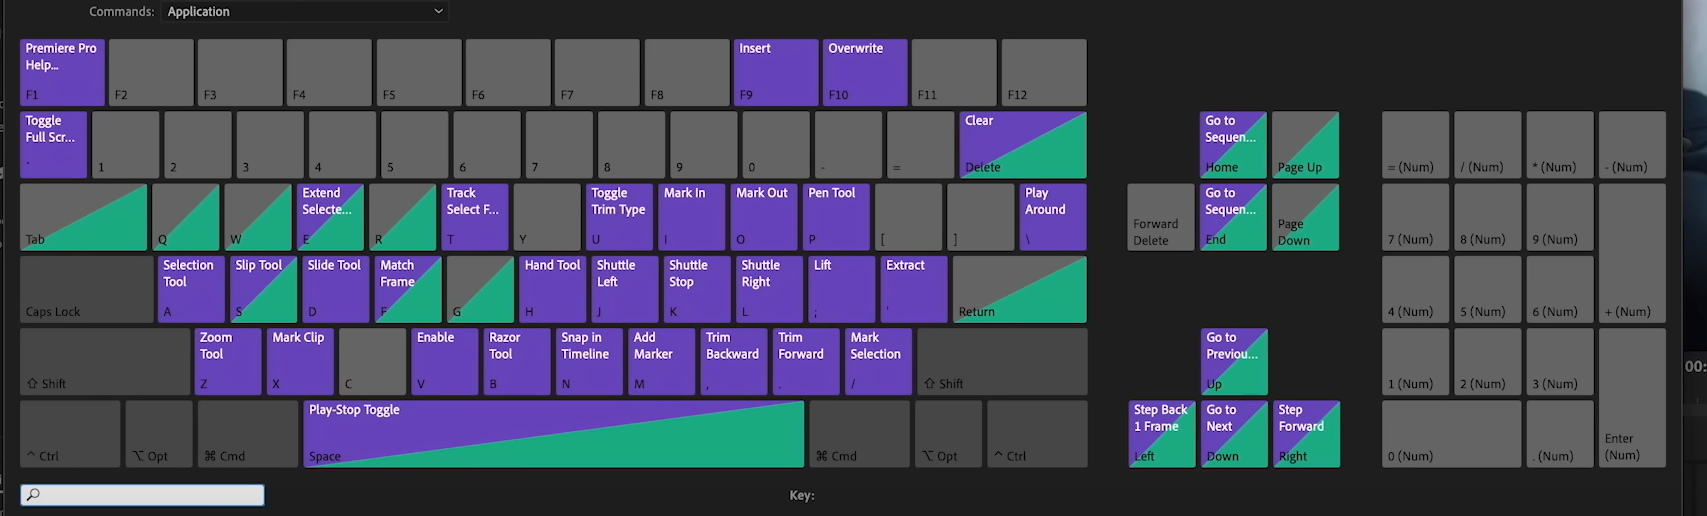 Commands: Application
Premiere Pro
Help...
F1
F2
F3
F4
F5
F6
F7
F8
Insert
F9
Overwrite
F10
F11
F12
Toggle
Full Scr...
`
1
2
3
4
5
6
7
8
9
0
-
=
Clear
Delete
Go to
Sequen...
Home
Page Up
= (Num)
/ (Num)
* (Num)
- (Num)
Tab
Q
W
Extend
Selecte...
E
R
Track
Select F...
T
Y
Toggle
Trim Type
U
Mark In
I
Mark Out
O
Pen Tool
P
[
]
Play
Around
\
Forward
Delete
Go to
Sequen...
End
Page
Down
7 (Num)
8 (Num)
9 (Num)
+ (Num)
Caps Lock
Selection
Tool
A
Slip Tool
S
Slide Tool
D
Match
Frame
F
G
Hand Tool
H
Shuttle
Left
J
Shuttle
Stop
K
Shuttle
Right
L
Lift
;
Extract
'
Return
4 (Num)
5 (Num)
6 (Num)
⇧ Shift
Zoom
Tool
Z
Mark Clip
X
C
Enable
V
Razor
Tool
B
Snap in
Timeline
N
Add
Marker
M
Trim
Backward
,
Trim
Forward
.
Mark
Selection
/
⇧ Shift
Go to
Previou...
Up
1 (Num)
2 (Num)
3 (Num)
Enter
(Num)
^ Ctrl
⌥ Opt
⌘ Cmd
Play-Stop Toggle
Space
⌘ Cmd
⌥ Opt
^ Ctrl
Step Back
1 Frame
Left
Go to
Next
Down
Step
Forward
Right
0 (Num)
. (Num)
Key:
00: